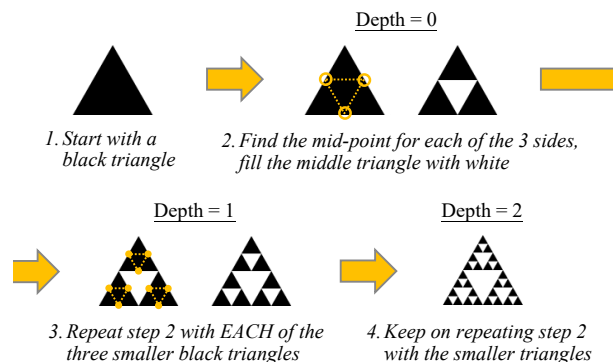 Depth = 0
1. Start with a
black triangle
2. Find the mid-point for each of the 3 sides,
fill the middle triangle with white
Depth = 1
Depth = 2
3. Repeat step 2 with EACH of the
three smaller black triangles
4. Keep on repeating step 2
with the smaller triangles